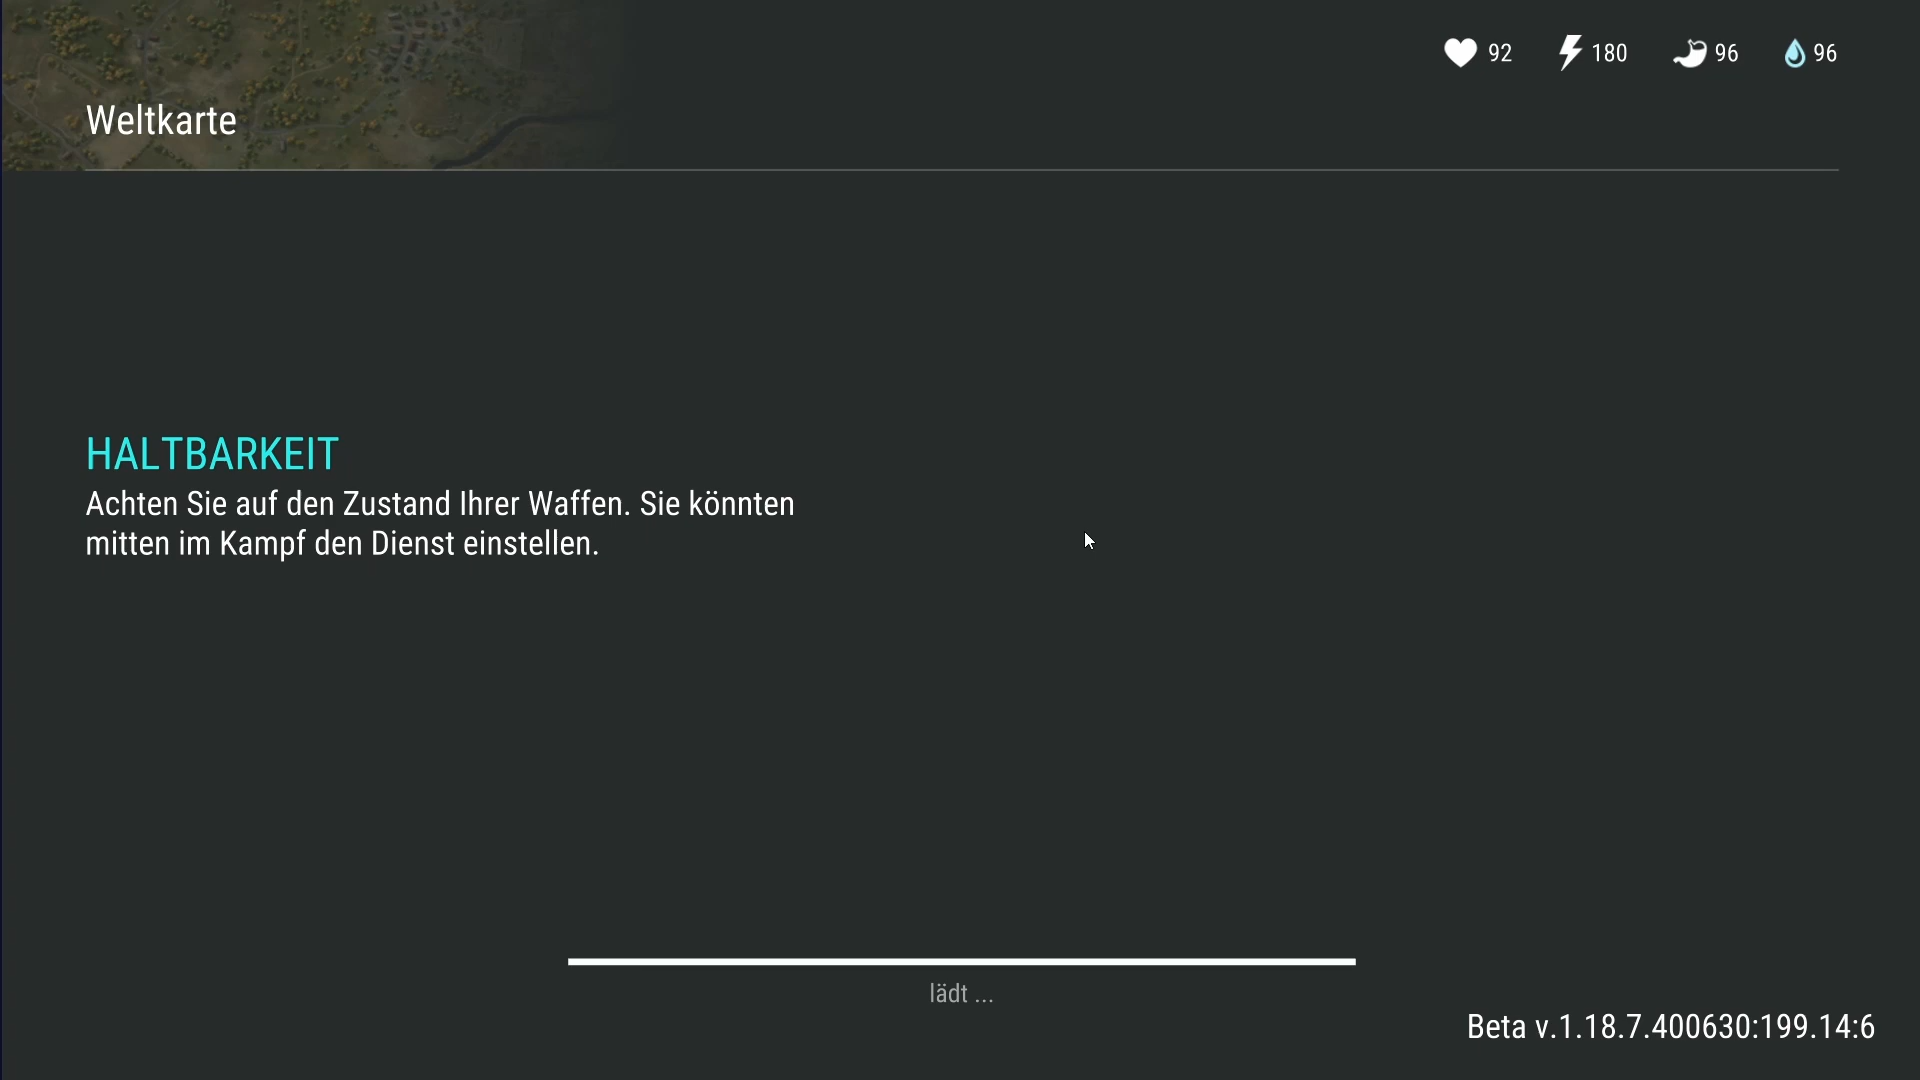 92 180 96 96
Weltkarte
HALTBARKEIT
Achten Sie auf den Zustand Ihrer Waffen. Sie könnten
mitten im Kampf den Dienst einstellen.
lädt ...
Beta v.1.18.7.400630:199.14:6